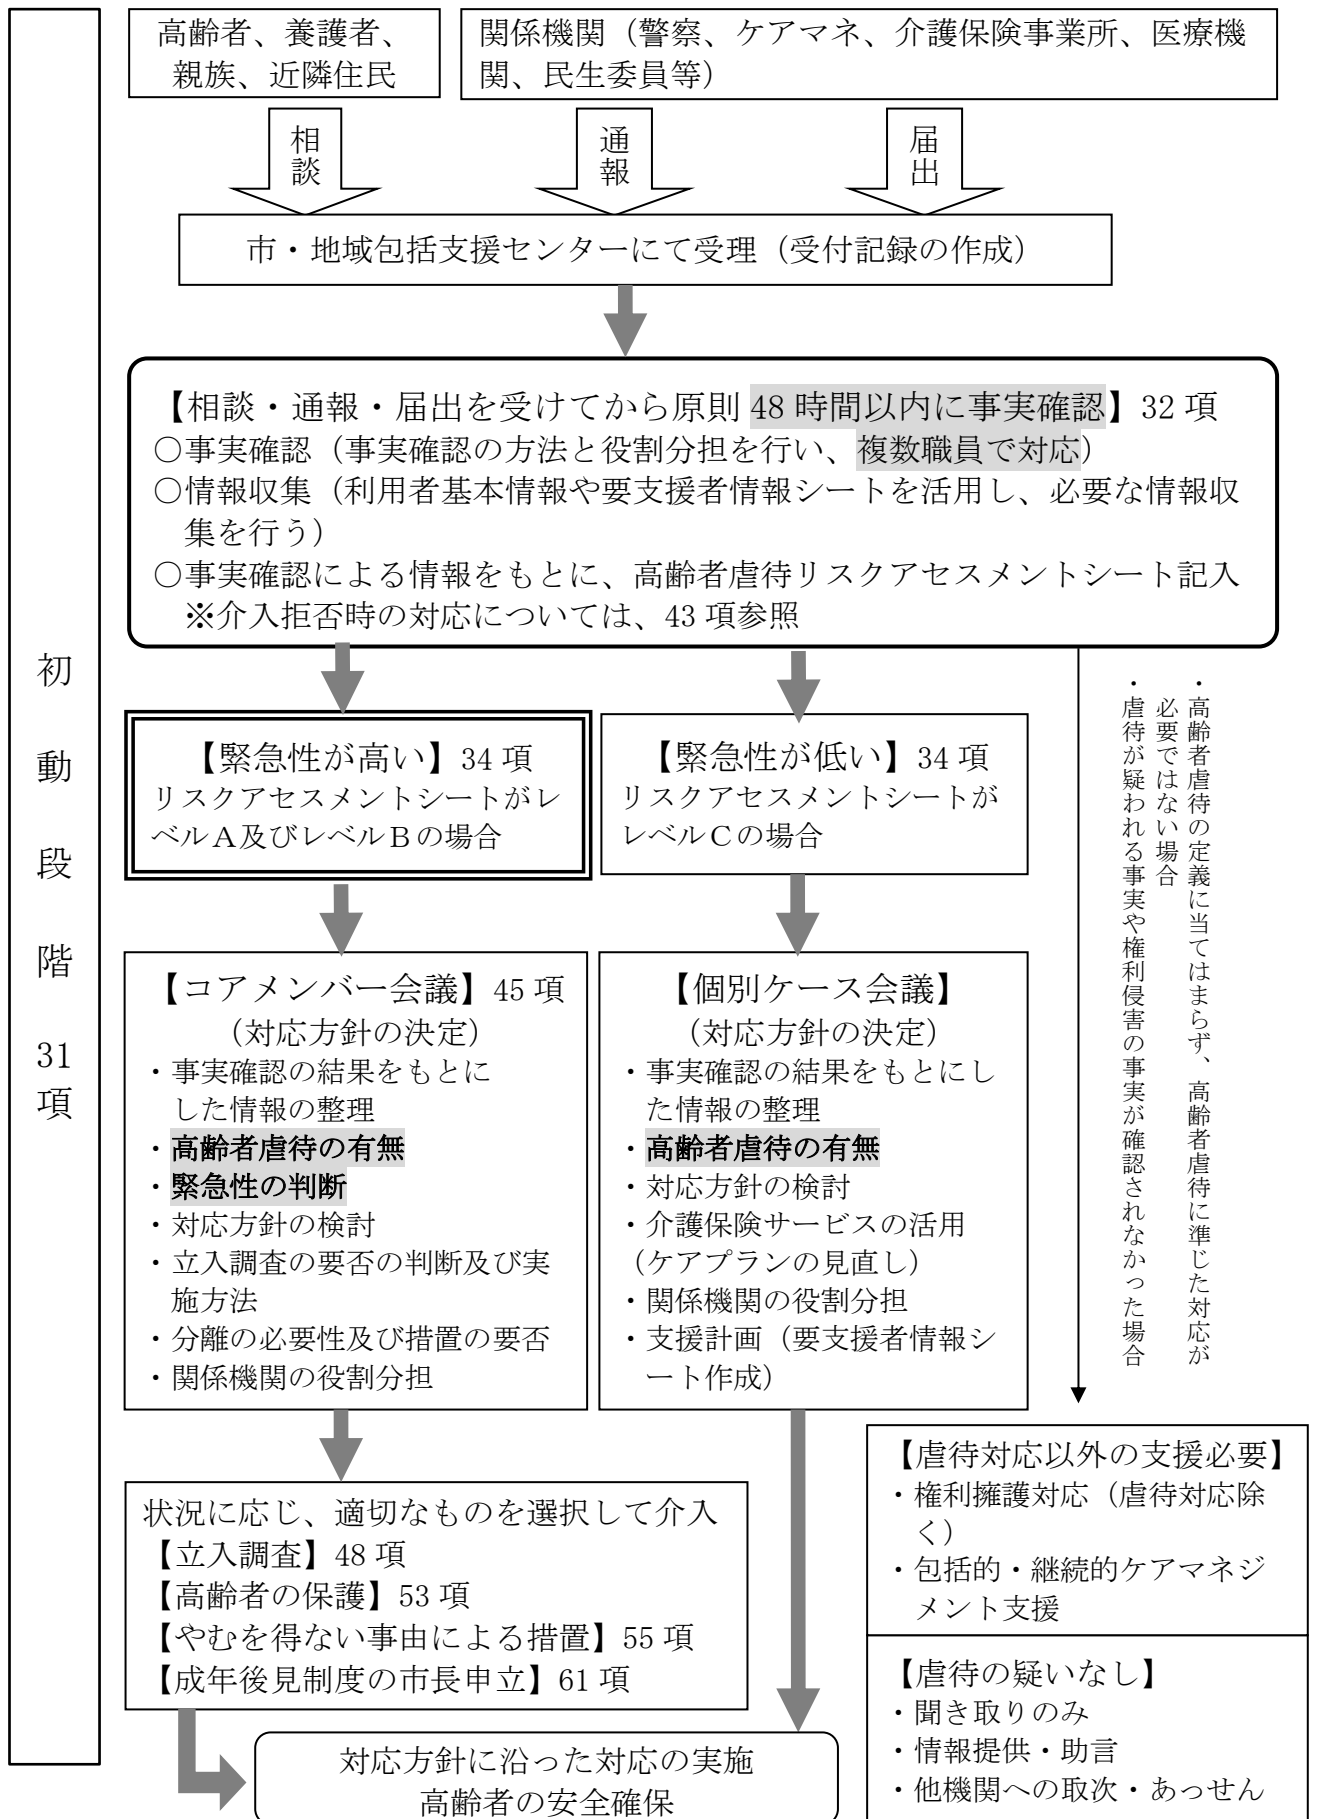 高齢者、養護者、
親族、近隣住民
関係機関（警察、ケアマネ、介護保険事業所、医療機
関、民生委員等）
相談
通報
届出
市・地域包括支援センターにて受理（受付記録の作成）
【相談・通報・届出を受けてから原則 48 時間以内に事実確認】32 項
○事実確認（事実確認の方法と役割分担を行い、複数職員で対応）
○情報収集（利用者基本情報や要支援者情報シートを活用し、必要な情報収
集を行う）
○事実確認による情報をもとに、高齢者虐待リスクアセスメントシート記入
※介入拒否時の対応については、43 項参照
初動段階 31項
【緊急性が高い】34 項
リスクアセスメントシートがレ
ベルＡ及びレベルＢの場合
【緊急性が低い】34 項
リスクアセスメントシートが
レベルＣの場合
・高齢者虐待の定義に当てはまらず、高齢者虐待に準じた対応が
必要ではない場合
・虐待が疑われる事実や権利侵害の事実が確認されなかった場合
【コアメンバー会議】45 項
（対応方針の決定）
・事実確認の結果をもとに
した情報の整理
・高齢者虐待の有無
・緊急性の判断
・対応方針の検討
・立入調査の要否の判断及び実
施方法
・分離の必要性及び措置の要否
・関係機関の役割分担
【個別ケース会議】
（対応方針の決定）
・事実確認の結果をもとにし
た情報の整理
・高齢者虐待の有無
・対応方針の検討
・介護保険サービスの活用
（ケアプランの見直し）
・関係機関の役割分担
・支援計画（要支援者情報シ
ート作成）
状況に応じ、適切なものを選択して介入
【立入調査】48 項
【高齢者の保護】53 項
【やむを得ない事由による措置】55 項
【成年後見制度の市長申立】61 項
【虐待対応以外の支援必要】
・権利擁護対応（虐待対応除
く）
・包括的・継続的ケアマネジ
メント支援
【虐待の疑いなし】
・聞き取りのみ
・情報提供・助言
・他機関への取次・あっせん
対応方針に沿った対応の実施
高齢者の安全確保